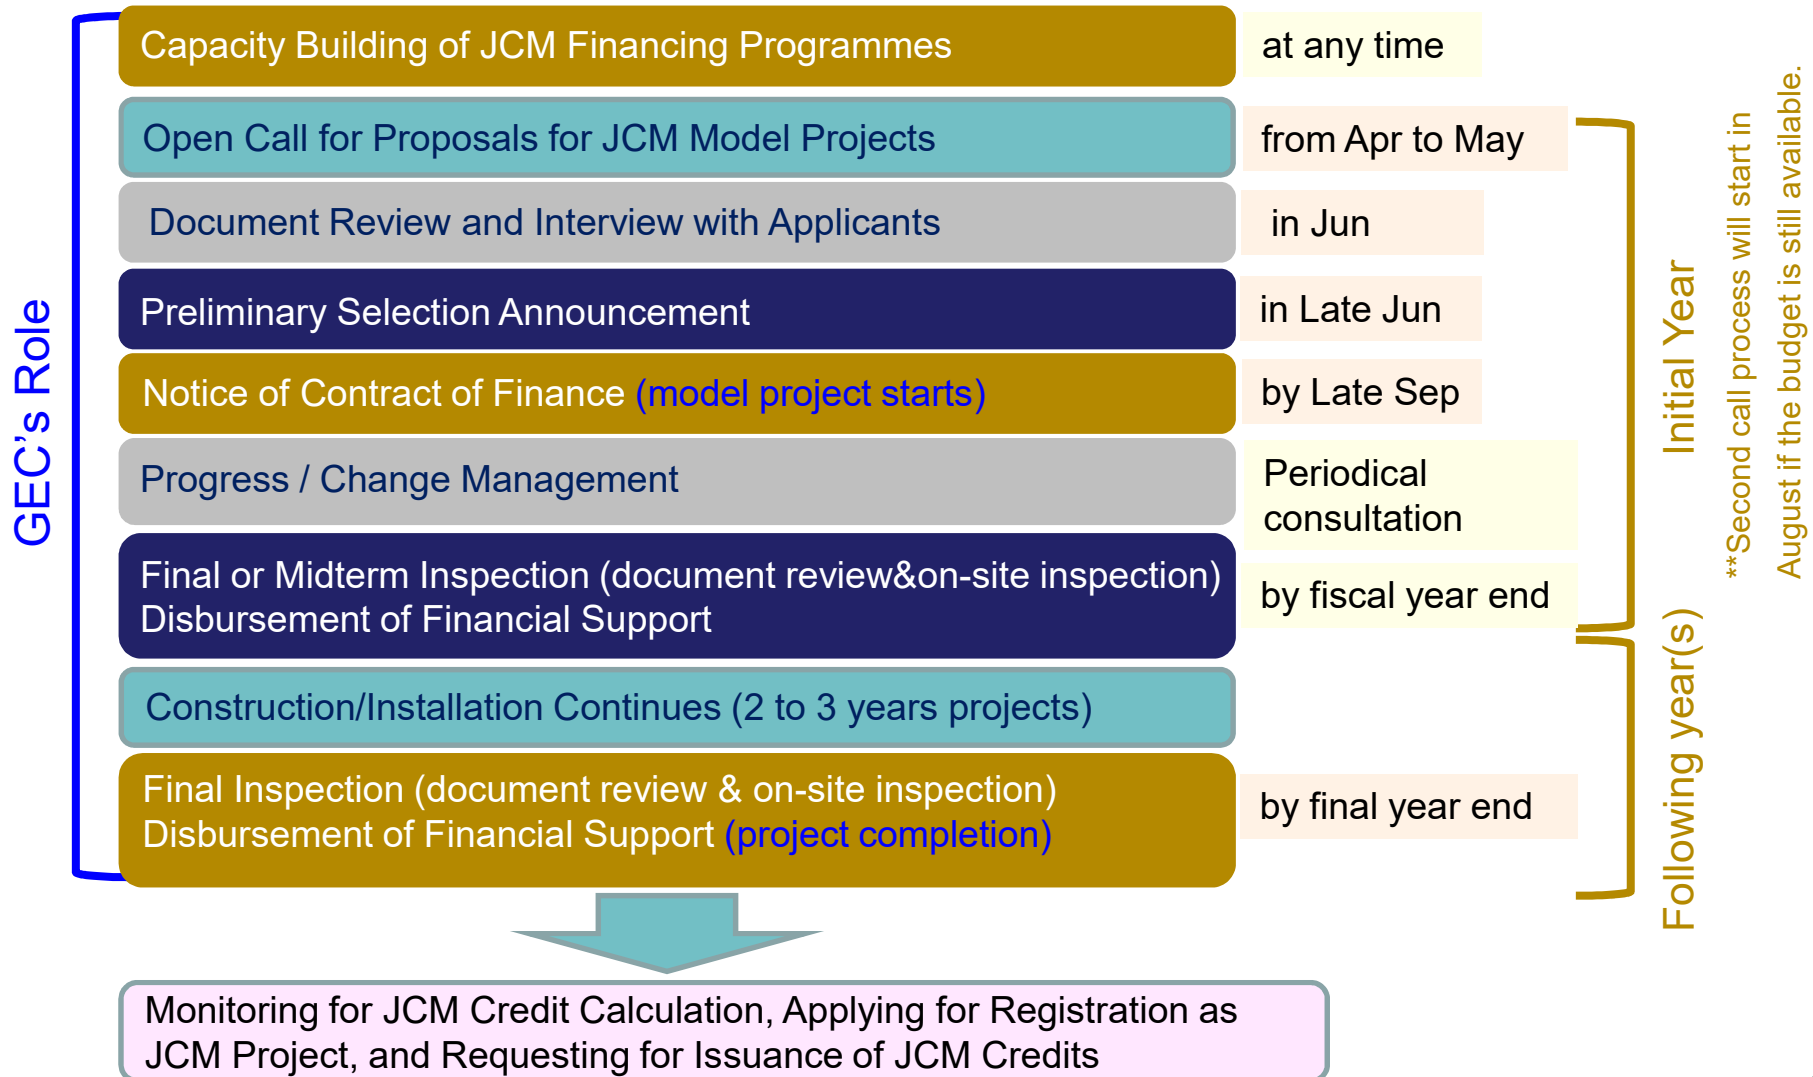 GEC's Role
Capacity Building of JCM Financing Programmes
at any time
Open Call for Proposals for JCM Model Projects
from Apr to May
Document Review and Interview with Applicants
in Jun
Preliminary Selection Announcement
in Late Jun
Notice of Contract of Finance (model project starts)
by Late Sep
Progress / Change Management
Periodical
consultation
Final or Midterm Inspection (document review&on-site inspection)
Disbursement of Financial Support
by fiscal year end
Construction/Installation Continues (2 to 3 years projects)
Final Inspection (document review & on-site inspection)
Disbursement of Financial Support (project completion)
by final year end
Initial Year
Following year(s)
**Second call process will start in
August if the budget is still available.
Monitoring for JCM Credit Calculation, Applying for Registration as
JCM Project, and Requesting for Issuance of JCM Credits